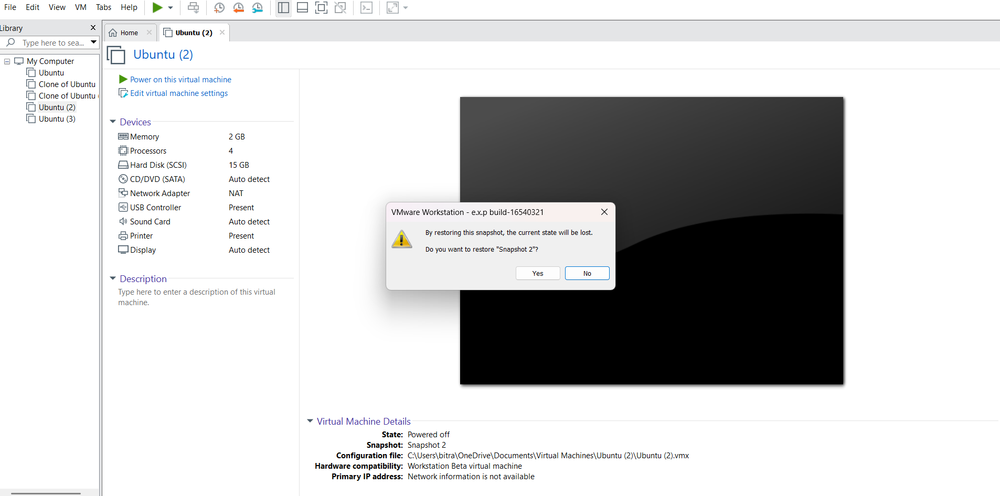 File Edit View VM Tabs Help
Library
Type here to sea...
My Computer
Ubuntu
Clone of Ubuntu
Clone of Ubuntu (
Ubuntu (2)
Ubuntu (3)
Home
Ubuntu (2)
Ubuntu (2)
Power on this virtual machine
Edit virtual machine settings
Devices
Memory 2 GB
Processors 4
Hard Disk (SCSI) 15 GB
CD/DVD (SATA) Auto detect
Network Adapter NAT
USB Controller Present
Sound Card Auto detect
Printer Present
Display Auto detect
Description
Type here to enter a description of this virtual
machine.
VMware Workstation - e.x.p build-16540321
By restoring this snapshot, the current state will be lost.
Do you want to restore "Snapshot 2"?
Yes No
Virtual Machine Details
State: Powered off
Snapshot: Snapshot 2
Configuration file: C:\Users\bitra\OneDrive\Documents\Virtual Machines\Ubuntu (2)\Ubuntu (2).vmx
Hardware compatibility: Workstation Beta virtual machine
Primary IP address: Network information is not available